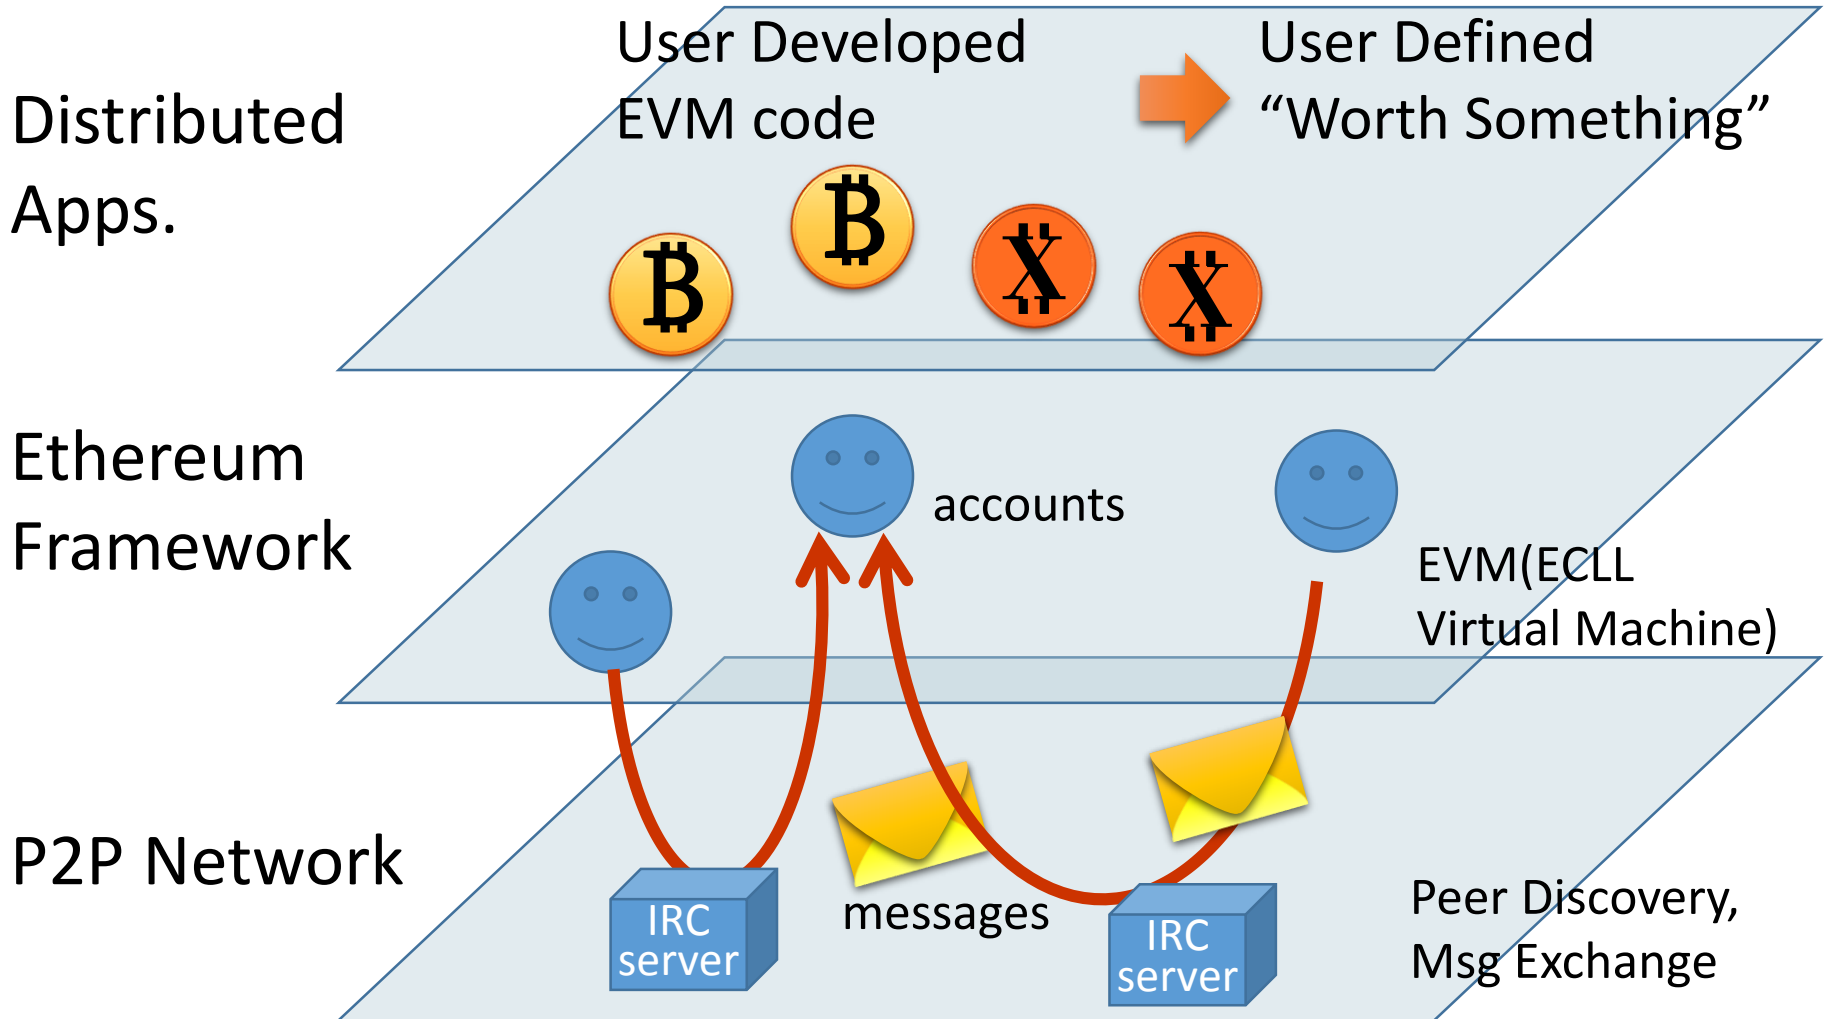 User Developed
EVM code
User Defined
“Worth Something”
Distributed
Apps.
Ethereum
Framework
accounts
EVM(ECLL
Virtual Machine)
P2P Network
messages
IRC
server
IRC
server
Peer Discovery,
Msg Exchange